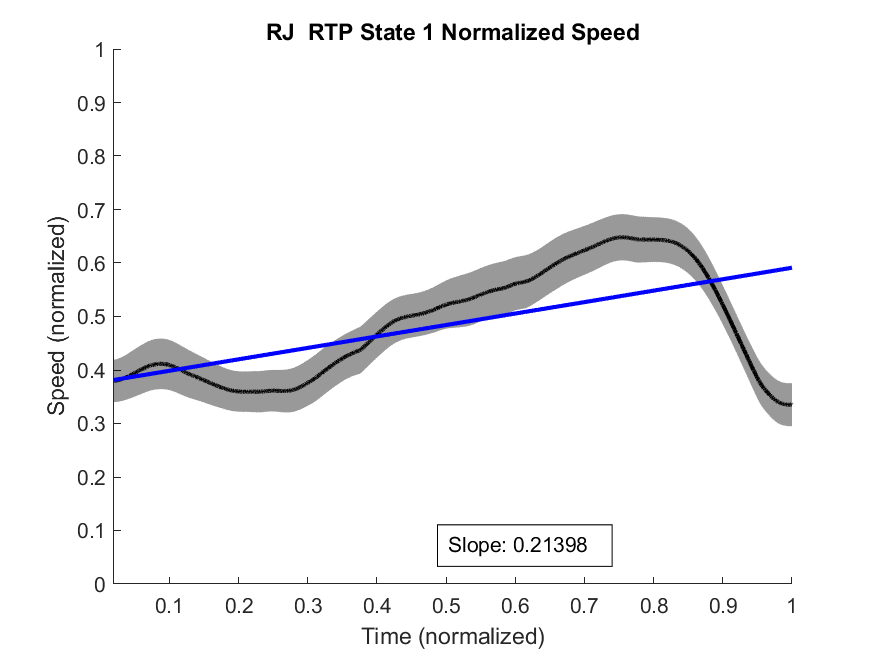 RJ  RTP State 1 Normalized Speed
1
0.9
0.8
0.7
0.6
0.5
0.4
0.3
0.2
0.1
0
Speed (normalized)
Slope: 0.21398
0.1 0.2 0.3 0.4 0.5 0.6 0.7 0.8 0.9 1
Time (normalized)